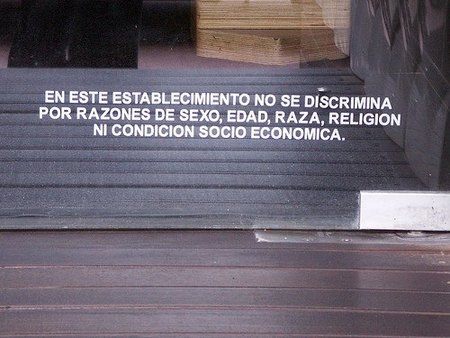 EN ESTE ESTABLECIMIENTO NO SE DISCRIMINA
POR RAZONES DE SEXO, EDAD, RAZA, RELIGION
NI CONDICION SOCIO ECONOMICA.